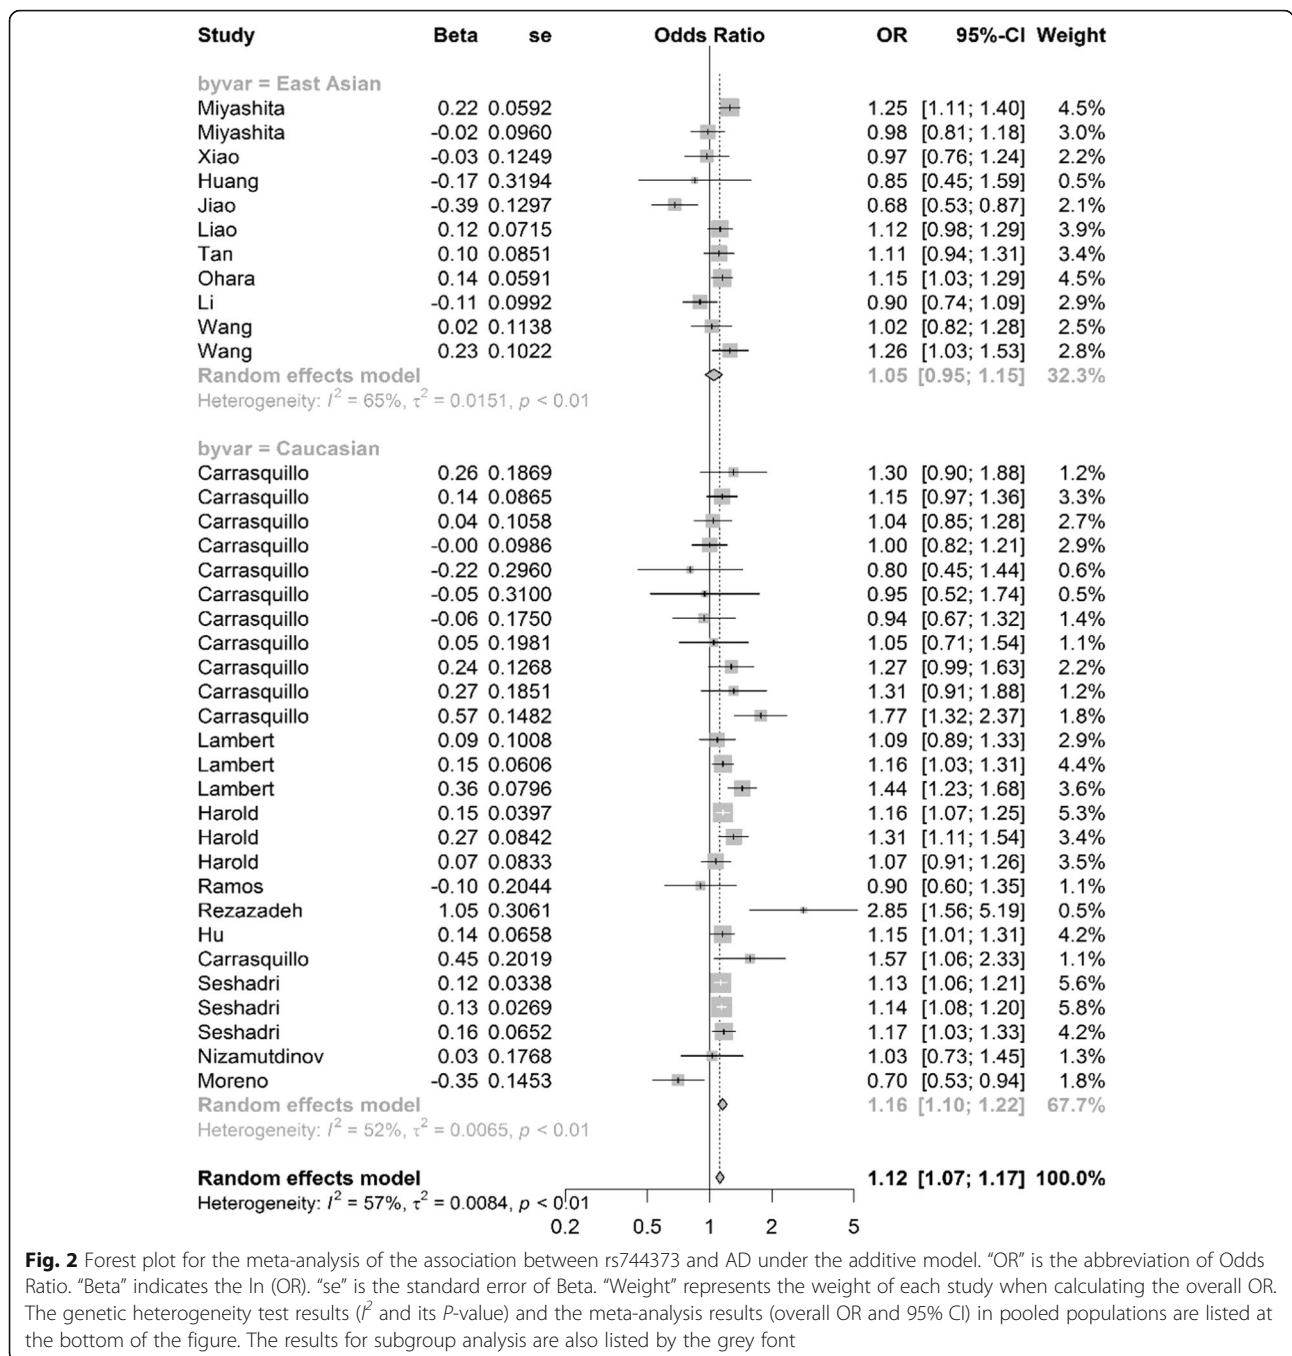 Study Beta se Odds Ratio OR 95%-CI Weight
byvar = East Asian
Miyashita 0.22 0.0592 1.25 [1.11; 1.40] 4.5%
Miyashita -0.02 0.0960 0.98 [0.81; 1.18] 3.0%
Xiao -0.03 0.1249 0.97 [0.76; 1.24] 2.2%
Huang -0.17 0.3194 0.85 [0.45; 1.59] 0.5%
Jiao -0.39 0.1297 0.68 [0.53; 0.87] 2.1%
Liao 0.12 0.0715 1.12 [0.98; 1.29] 3.9%
Tan 0.10 0.0851 1.11 [0.94; 1.31] 3.4%
Ohara 0.14 0.0591 1.15 [1.03; 1.29] 4.5%
Li -0.11 0.0992 0.90 [0.74; 1.09] 2.9%
Wang 0.02 0.1138 1.02 [0.82; 1.28] 2.5%
Wang 0.23 0.1022 1.26 [1.03; 1.53] 2.8%
Random effects model 1.05 [0.95; 1.15] 32.3%
Heterogeneity: I² = 65%, τ² = 0.0151, p < 0.01
byvar = Caucasian
Carrasquillo 0.26 0.1869 1.30 [0.90; 1.88] 1.2%
Carrasquillo 0.14 0.0865 1.15 [0.97; 1.36] 3.3%
Carrasquillo 0.04 0.1058 1.04 [0.85; 1.28] 2.7%
Carrasquillo -0.00 0.0986 1.00 [0.82; 1.21] 2.9%
Carrasquillo -0.22 0.2960 0.80 [0.45; 1.44] 0.6%
Carrasquillo -0.05 0.3100 0.95 [0.52; 1.74] 0.5%
Carrasquillo -0.06 0.1750 0.94 [0.67; 1.32] 1.4%
Carrasquillo 0.05 0.1981 1.05 [0.71; 1.54] 1.1%
Carrasquillo 0.24 0.1268 1.27 [0.99; 1.63] 2.2%
Carrasquillo 0.27 0.1851 1.31 [0.91; 1.88] 1.2%
Carrasquillo 0.57 0.1482 1.77 [1.32; 2.37] 1.8%
Lambert 0.09 0.1008 1.09 [0.89; 1.33] 2.9%
Lambert 0.15 0.0606 1.16 [1.03; 1.31] 4.4%
Lambert 0.36 0.0796 1.44 [1.23; 1.68] 3.6%
Harold 0.15 0.0397 1.16 [1.07; 1.25] 5.3%
Harold 0.27 0.0842 1.31 [1.11; 1.54] 3.4%
Harold 0.07 0.0833 1.07 [0.91; 1.26] 3.5%
Ramos -0.10 0.2044 0.90 [0.60; 1.35] 1.1%
Rezazadeh 1.05 0.3061 2.85 [1.56; 5.19] 0.5%
Hu 0.14 0.0658 1.15 [1.01; 1.31] 4.2%
Carrasquillo 0.45 0.2019 1.57 [1.06; 2.33] 1.1%
Seshadri 0.12 0.0338 1.13 [1.06; 1.21] 5.6%
Seshadri 0.13 0.0269 1.14 [1.08; 1.20] 5.8%
Seshadri 0.16 0.0652 1.17 [1.03; 1.33] 4.2%
Nizamutdinov 0.03 0.1768 1.03 [0.73; 1.45] 1.3%
Moreno -0.35 0.1453 0.70 [0.53; 0.94] 1.8%
Random effects model 1.16 [1.10; 1.22] 67.7%
Heterogeneity: I² = 52%, τ² = 0.0065, p < 0.01
Random effects model 1.12 [1.07; 1.17] 100.0%
Heterogeneity: I² = 57%, τ² = 0.0084, p < 0.01
0.2 0.5 1 2 5
Fig. 2 Forest plot for the meta-analysis of the association between rs744373 and AD under the additive model. “OR” is the abbreviation of Odds
Ratio. “Beta” indicates the ln (OR). “se” is the standard error of Beta. “Weight” represents the weight of each study when calculating the overall OR.
The genetic heterogeneity test results (I² and its P-value) and the meta-analysis results (overall OR and 95% CI) in pooled populations are listed at
the bottom of the figure. The results for subgroup analysis are also listed by the grey font